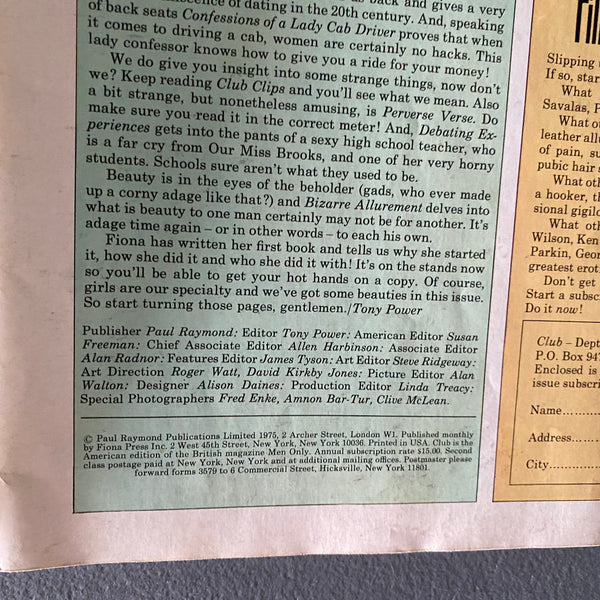 niscence of dating in the 20th century. And, speaking
of back seats Confessions of a Lady Cab Driver proves that when
it comes to driving a cab, women are certainly no hacks. This
lady confessor knows how to give you a ride for your money!
We do give you insight into some strange things, now don't
we? Keep reading Club Clips and you'll see what we mean. Also
a bit strange, but nonetheless amusing, is Perverse Verse. Do
make sure you read it in the correct meter! And, Debating Ex-
periences gets into the pants of a sexy high school teacher, who
is a far cry from Our Miss Brooks, and one of her very horny
students. Schools sure aren't what they used to be.
Beauty is in the eyes of the beholder (gads, who ever made
up a corny adage like that?) and Bizarre Allurement delves into
what is beauty to one man certainly may not be for another. It's
adage time again – or in other words – to each his own.
Fiona has written her first book and tells us why she started
it, how she did it and who she did it with! It's on the stands now
so you'll be able to get your hot hands on a copy. Of course,
girls are our specialty and we've got some beauties in this issue.
So start turning those pages, gentlemen./Tony Power
Publisher Paul Raymond: Editor Tony Power: American Editor Susan
Freeman: Chief Associate Editor Allen Harbinson: Associate Editor
Alan Radnor: Features Editor James Tyson: Art Editor Steve Ridgeway:
Art Direction Roger Watt, David Kirkby Jones: Picture Editor Alan
Walton: Designer Alison Daines: Production Editor Linda Treacy:
Special Photographers Fred Enke, Amnon Bar-Tur, Clive McLean.
© Paul Raymond Publications Limited 1975, 2 Archer Street, London W1. Published monthly
by Fiona Press Inc. 2 West 45th Street, New York, New York 10036. Printed in USA. Club is the
American edition of the British magazine Men Only. Annual subscription rate $15.00. Second
class postage paid at New York, New York and at additional mailing offices. Postmaster please
forward forms 3579 to 6 Commercial Street, Hicksville, New York 11801.
Slipping
If so, star
What
Savalas, P
What ot
leather all
of pain, su
pubic hair
What oth
a hooker, th
sional gigil
What oth
Wilson, Ken
Parkin, Geor
greatest erot
Don't get
Start a subsc
Do it now!
Club – Dept
P.O. Box 947
Enclosed is
issue subscri
Name
Address
City